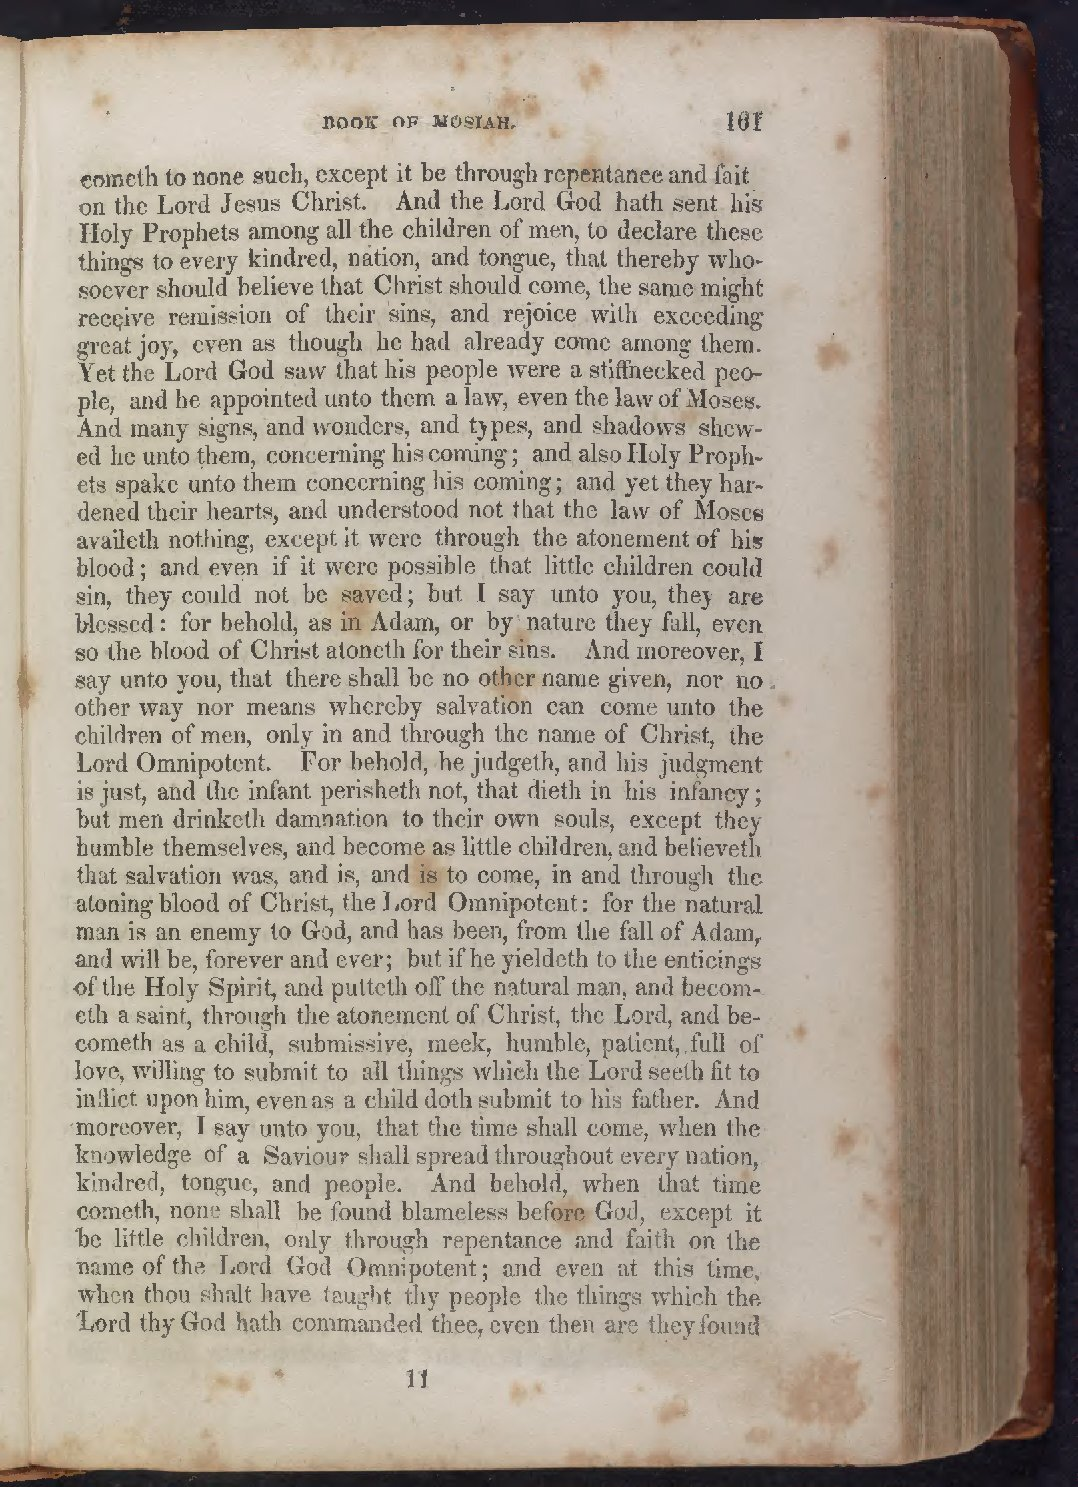 BOOK OF MOSIAH. 161
cometh to none such, except it be through repentance and fait
on the Lord Jesus Christ. And the Lord God hath sent his
Holy Prophets among all the children of men, to declare these
things to every kindred, nation, and tongue, that thereby who-
soever should believe that Christ should come, the same might
receive remission of their sins, and rejoice with exceeding
great joy, even as though he had already come among them.
Yet the Lord God saw that his people were a stiffnecked peo-
ple, and he appointed unto them a law, even the law of Moses.
And many signs, and wonders, and types, and shadows shew-
ed he unto them, concerning his coming; and also Holy Proph-
ets spake unto them concerning his coming; and yet they har-
dened their hearts, and understood not that the law of Moses
availeth nothing, except it were through the atonement of his
blood; and even if it were possible that little children could
sin, they could not be saved; but I say unto you, they are
blessed: for behold, as in Adam, or by nature they fall, even
so the blood of Christ atoneth for their sins. And moreover, I
say unto you, that there shall be no other name given, nor no
other way nor means whereby salvation can come unto the
children of men, only in and through the name of Christ, the
Lord Omnipotent. For behold, he judgeth, and his judgment
is just, and the infant perisheth not, that dieth in his infancy;
but men drinketh damnation to their own souls, except they
humble themselves, and become as little children, and believeth
that salvation was, and is, and is to come, in and through the
atoning blood of Christ, the Lord Omnipotent: for the natural
man is an enemy to God, and has been, from the fall of Adam,
and will be, forever and ever; but if he yieldeth to the enticings
of the Holy Spirit, and putteth off the natural man, and becom-
eth a saint, through the atonement of Christ, the Lord, and be-
cometh as a child, submissive, meek, humble, patient, full of
love, willing to submit to all things which the Lord seeth fit to
inflict upon him, even as a child doth submit to his father. And
moreover, I say unto you, that the time shall come, when the
knowledge of a Saviour shall spread throughout every nation,
kindred, tongue, and people. And behold, when that time
cometh, none shall be found blameless before God, except it
be little children, only through repentance and faith on the
name of the Lord God Omnipotent; and even at this time,
when thou shalt have taught thy people the things which the
Lord thy God hath commanded thee, even then are they found
11